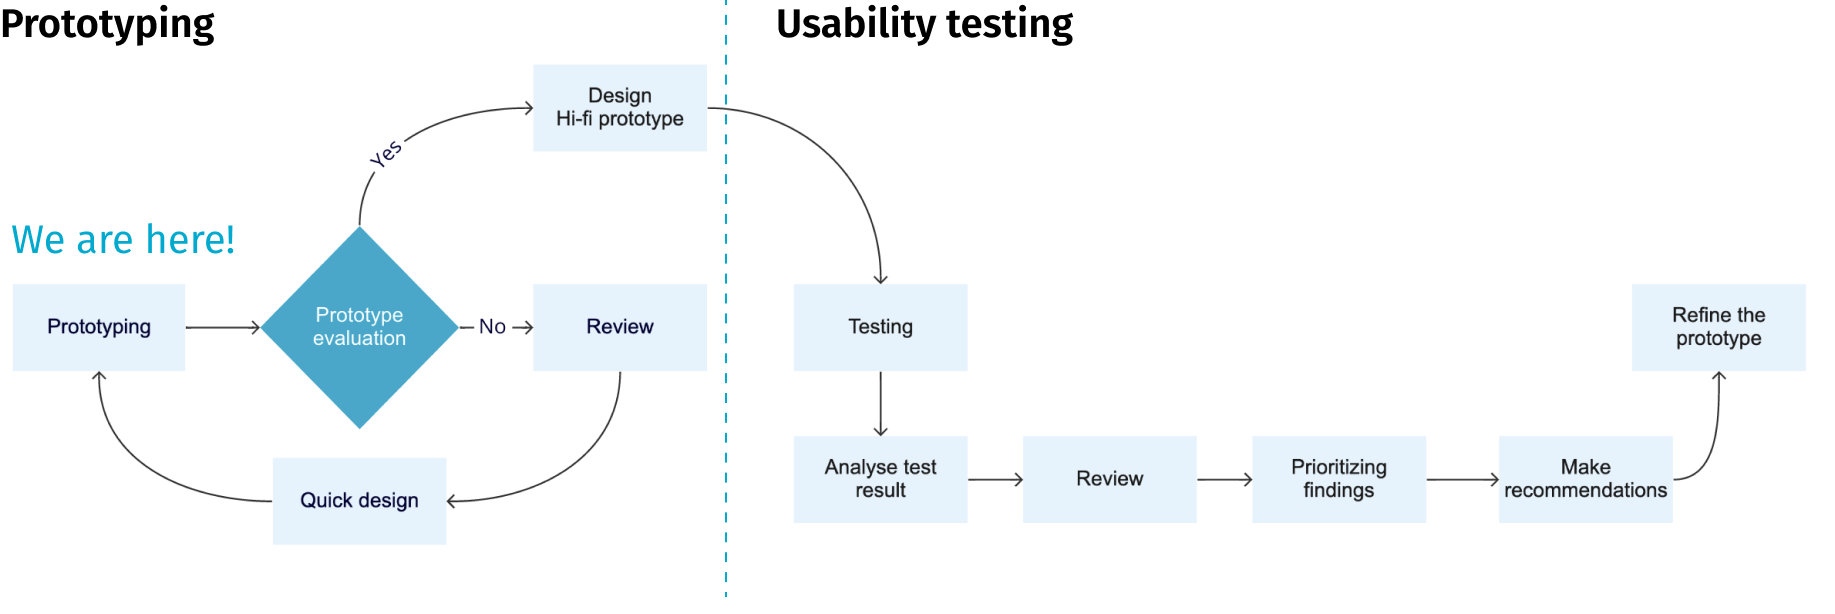 Prototyping
Usability testing
Design
Hi-fi prototype
Yes
We are here!
Prototyping
Prototype
evaluation
No
Review
Quick design
Testing
Analyse test
result
Review
Prioritizing
findings
Make
recommendations
Refine the
prototype